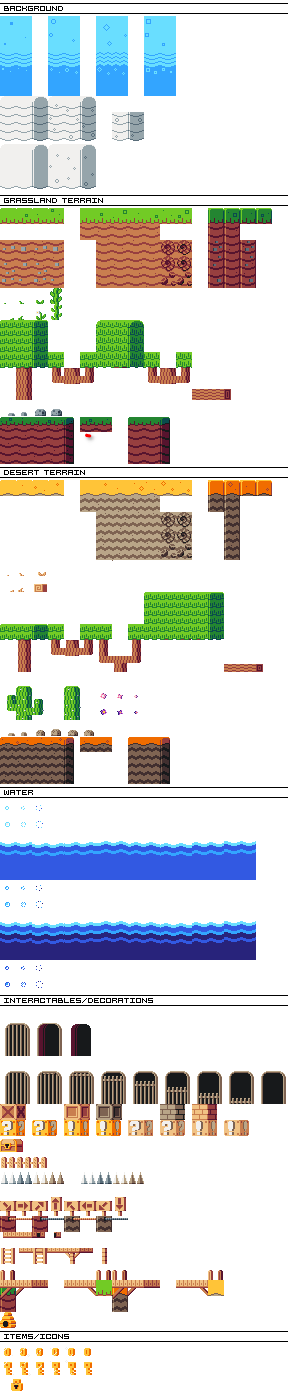 BACKGROUND
GRASSLAND TERRAIN
DESERT TERRAIN
WATER
INTERACTABLES/DECORATIONS
? ? ! ! ? ? ! ! ! !
ITEMS/ICONS